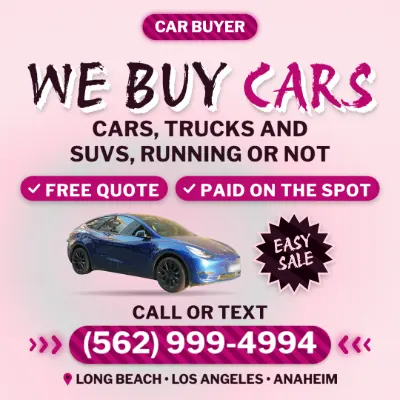 CAR BUYER
WE BUY CARS
CARS, TRUCKS AND
SUVS, RUNNING OR NOT
FREE QUOTE
PAID ON THE SPOT
EASY
SALE
CALL OR TEXT
(562) 999-4994
LONG BEACH • LOS ANGELES • ANAHEIM